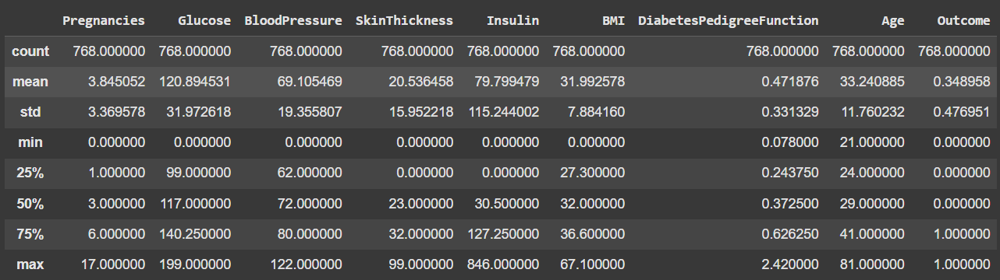 Pregnancies Glucose BloodPressure SkinThickness Insulin BMI DiabetesPedigreeFunction Age Outcome
count 768.000000 768.000000 768.000000 768.000000 768.000000 768.000000 768.000000 768.000000 768.000000
mean 3.845052 120.894531 69.105469 20.536458 79.799479 31.992578 0.471876 33.240885 0.348958
std 3.369578 31.972618 19.355807 15.952218 115.244002 7.884160 0.331329 11.760232 0.476951
min 0.000000 0.000000 0.000000 0.000000 0.000000 0.000000 0.078000 21.000000 0.000000
25% 1.000000 99.000000 62.000000 0.000000 0.000000 27.300000 0.243750 24.000000 0.000000
50% 3.000000 117.000000 72.000000 23.000000 30.500000 32.000000 0.372500 29.000000 0.000000
75% 6.000000 140.250000 80.000000 32.000000 127.250000 36.600000 0.626250 41.000000 1.000000
max 17.000000 199.000000 122.000000 99.000000 846.000000 67.100000 2.420000 81.000000 1.000000